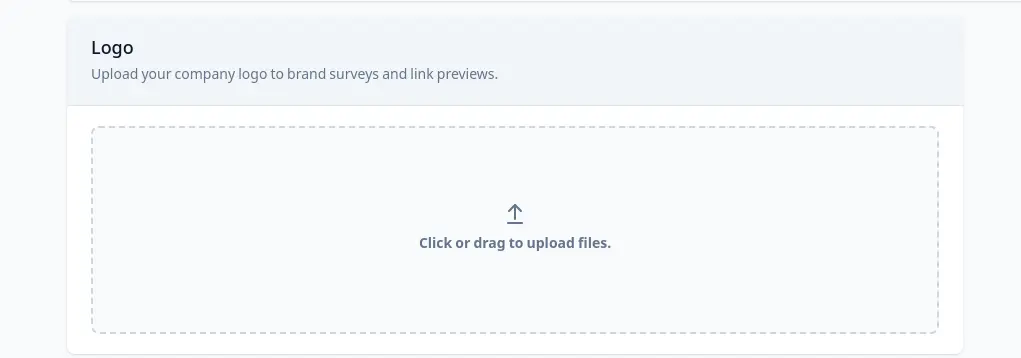 Logo
Upload your company logo to brand surveys and link previews.
Click or drag to upload files.